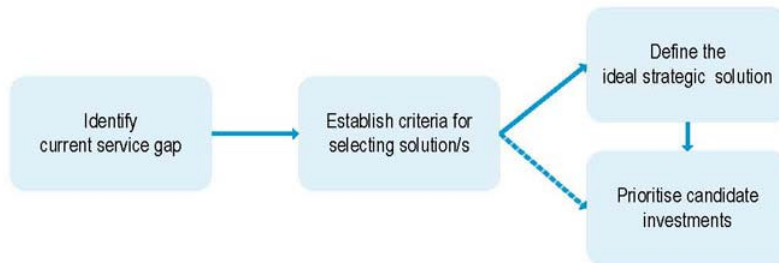 Identify
current service gap
Establish criteria for
selecting solution/s
Define the
ideal strategic solution
Prioritise candidate
investments